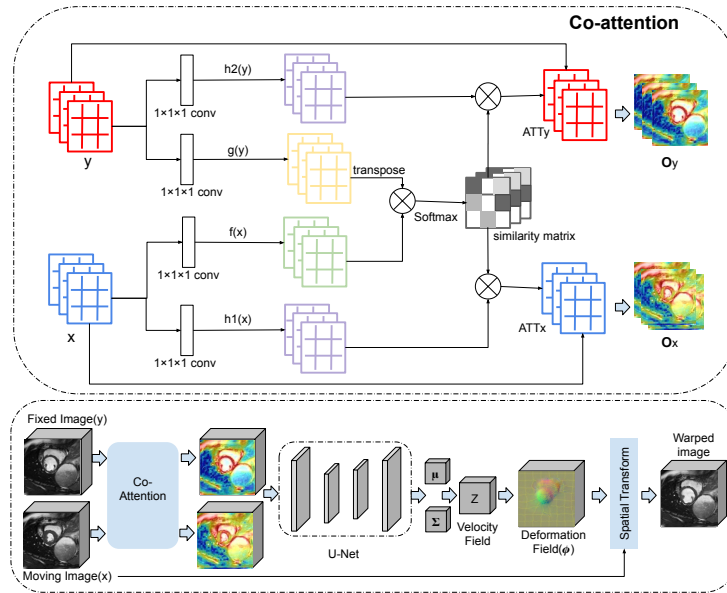 Co-attention
h2(y)
1×1×1 conv
y
ATTy
Oy
g(y)
transpose
1×1×1 conv
Softmax
similarity matrix
f(x)
1×1×1 conv
x
h1(x)
ATTx
Ox
1×1×1 conv
Fixed Image(y)
Warped
image
Co-
Attention
μ
Σ
Z
Velocity
Field
U-Net
Deformation
Field(ϕ)
Spatial Transform
Moving Image(x)